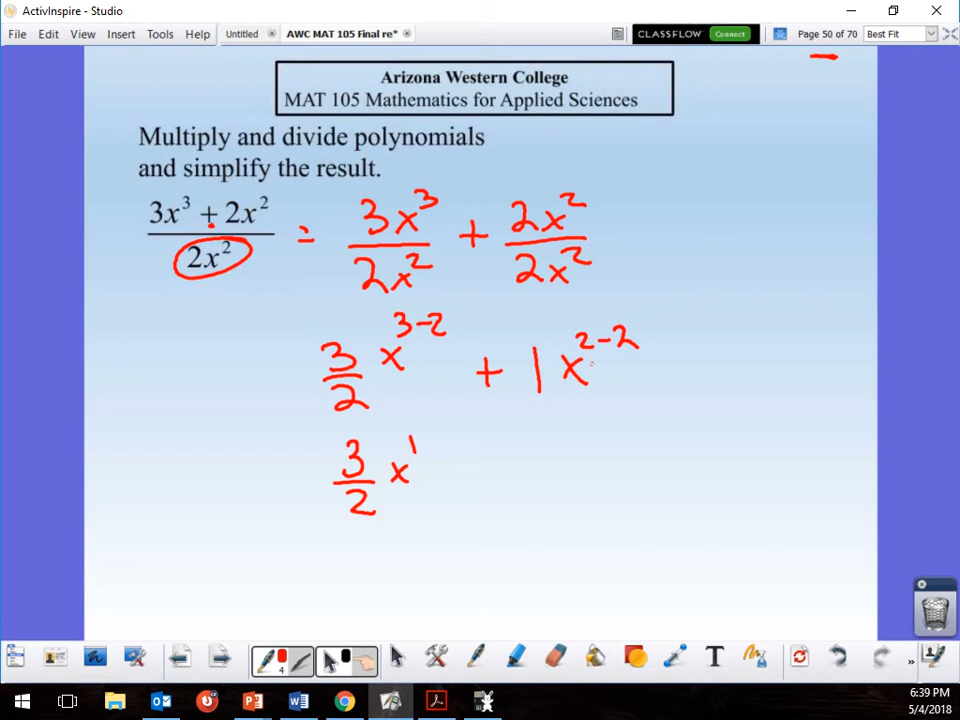 ActivInspire - Studio
File Edit View Insert Tools Help Untitled AWC MAT 105 Final re* CLASSFLOW Connect Page 50 of 70 Best Fit
Arizona Western College
MAT 105 Mathematics for Applied Sciences
Multiply and divide polynomials
and simplify the result.
(3x³ + 2x²)/(2x²) = 3x³/2x² + 2x²/2x²
3/2 x³⁻² + 1x²⁻²
3/2 x¹
4
T
6:39 PM
5/4/2018